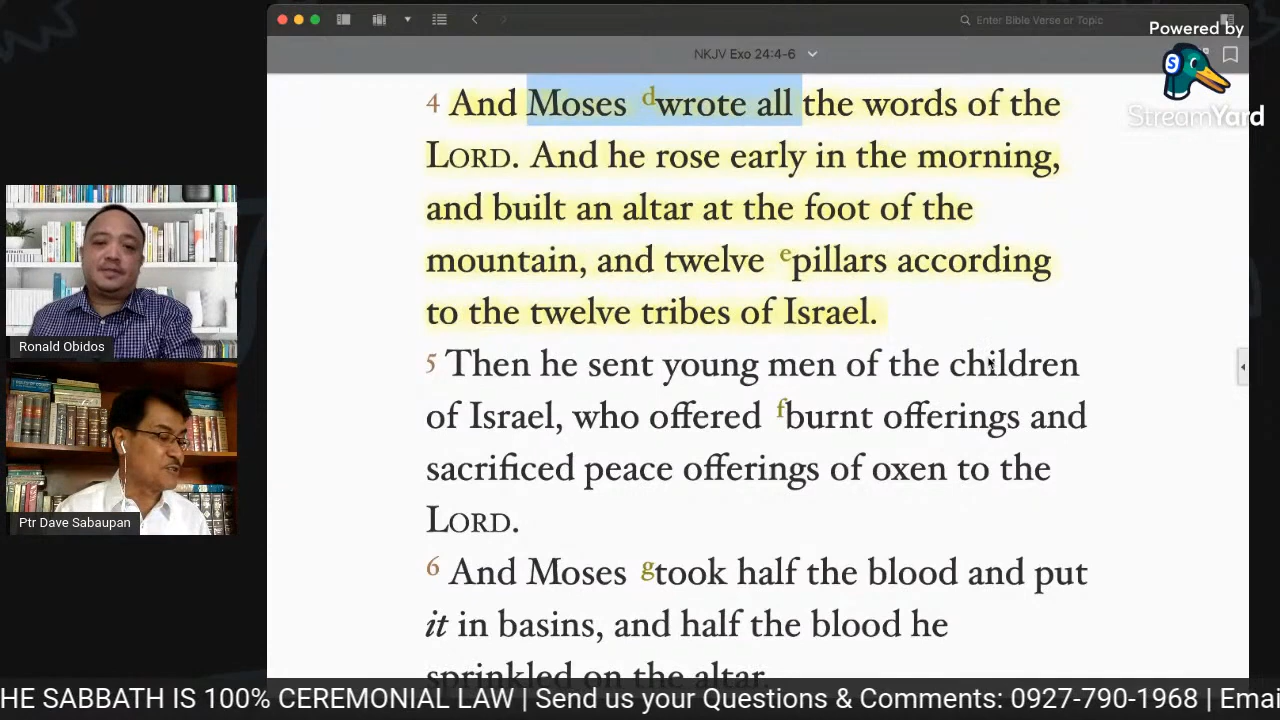 Enter Bible Verse or Topic
Powered by
StreamYard
NKJV Exo 24:4-6
4 And Moses dwrote all the words of the
LORD. And he rose early in the morning,
and built an altar at the foot of the
mountain, and twelve epillars according
to the twelve tribes of Israel.
5 Then he sent young men of the children
of Israel, who offered fburnt offerings and
sacrificed peace offerings of oxen to the
LORD.
6 And Moses gtook half the blood and put
it in basins, and half the blood he
sprinkled on the altar.
Ronald Obidos
Ptr Dave Sabaupan
HE SABBATH IS 100% CEREMONIAL LAW | Send us your Questions & Comments: 0927-790-1968 | Emai